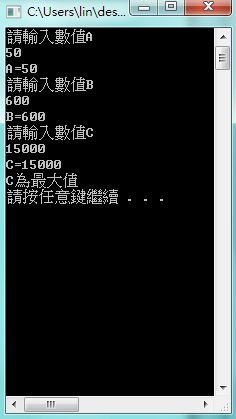 C:\Users\lin\des...
請輸入數值A
50
A=50
請輸入數值B
600
B=600
請輸入數值C
15000
C=15000
C為最大值
請按任意鍵繼續 . . .